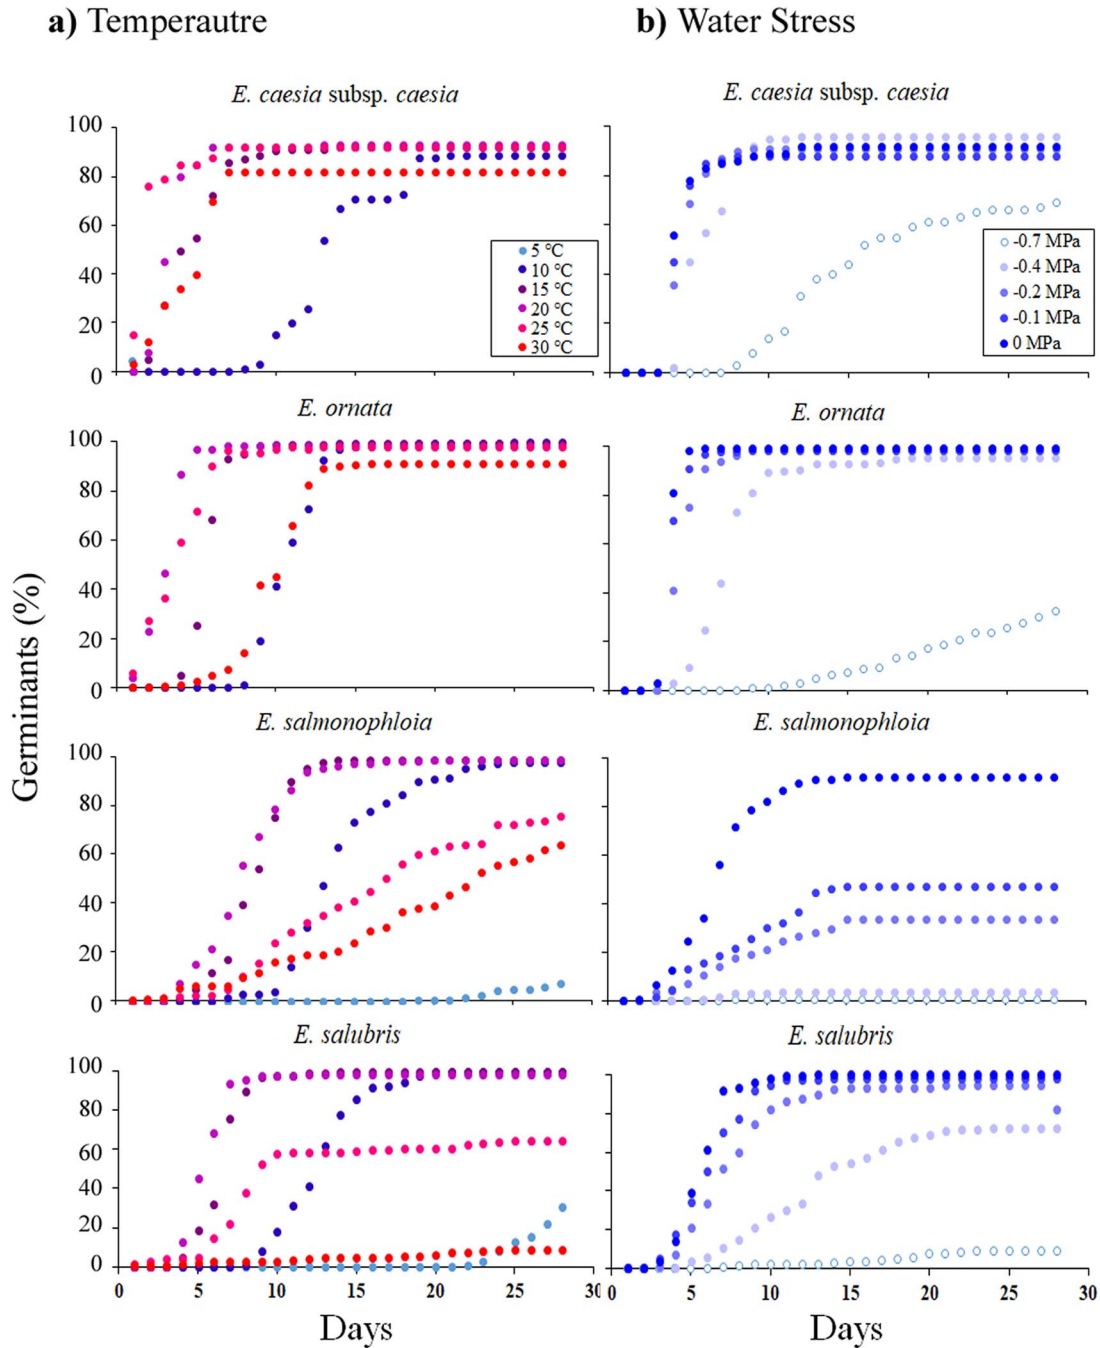 a) Temperautre
b) Water Stress
E. caesia subsp. caesia
100
80
60
40
20
0
5 °C
10 °C
15 °C
20 °C
25 °C
30 °C
E. caesia subsp. caesia
-0.7 MPa
-0.4 MPa
-0.2 MPa
-0.1 MPa
0 MPa
E. ornata
100
80
60
40
20
0
E. ornata
Germinants (%)
E. salmonophloia
100
80
60
40
20
0
E. salmonophloia
E. salubris
100
80
60
40
20
0
0 5 10 15 20 25 30
Days
E. salubris
5 10 15 20 25 30
Days